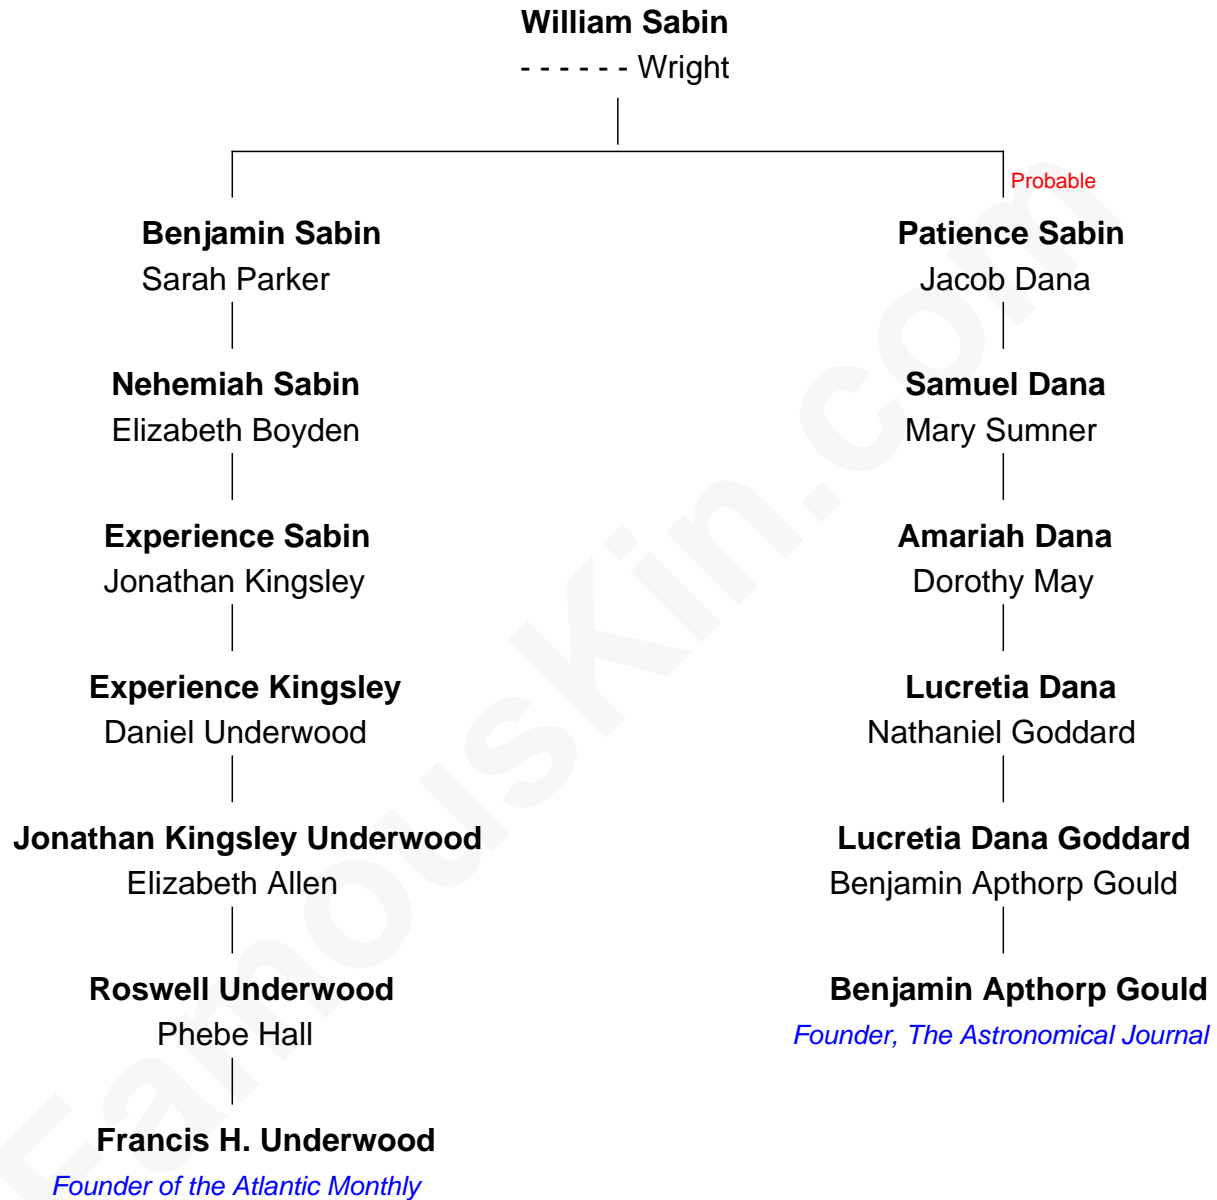 William Sabin
- - - - - - Wright
Probable
Benjamin Sabin
Sarah Parker
Patience Sabin
Jacob Dana
Nehemiah Sabin
Elizabeth Boyden
Samuel Dana
Mary Sumner
Experience Sabin
Jonathan Kingsley
Amariah Dana
Dorothy May
Experience Kingsley
Daniel Underwood
Lucretia Dana
Nathaniel Goddard
Jonathan Kingsley Underwood
Elizabeth Allen
Lucretia Dana Goddard
Benjamin Apthorp Gould
Roswell Underwood
Phebe Hall
Benjamin Apthorp Gould
Founder, The Astronomical Journal
Francis H. Underwood
Founder of the Atlantic Monthly
FamousKin.com